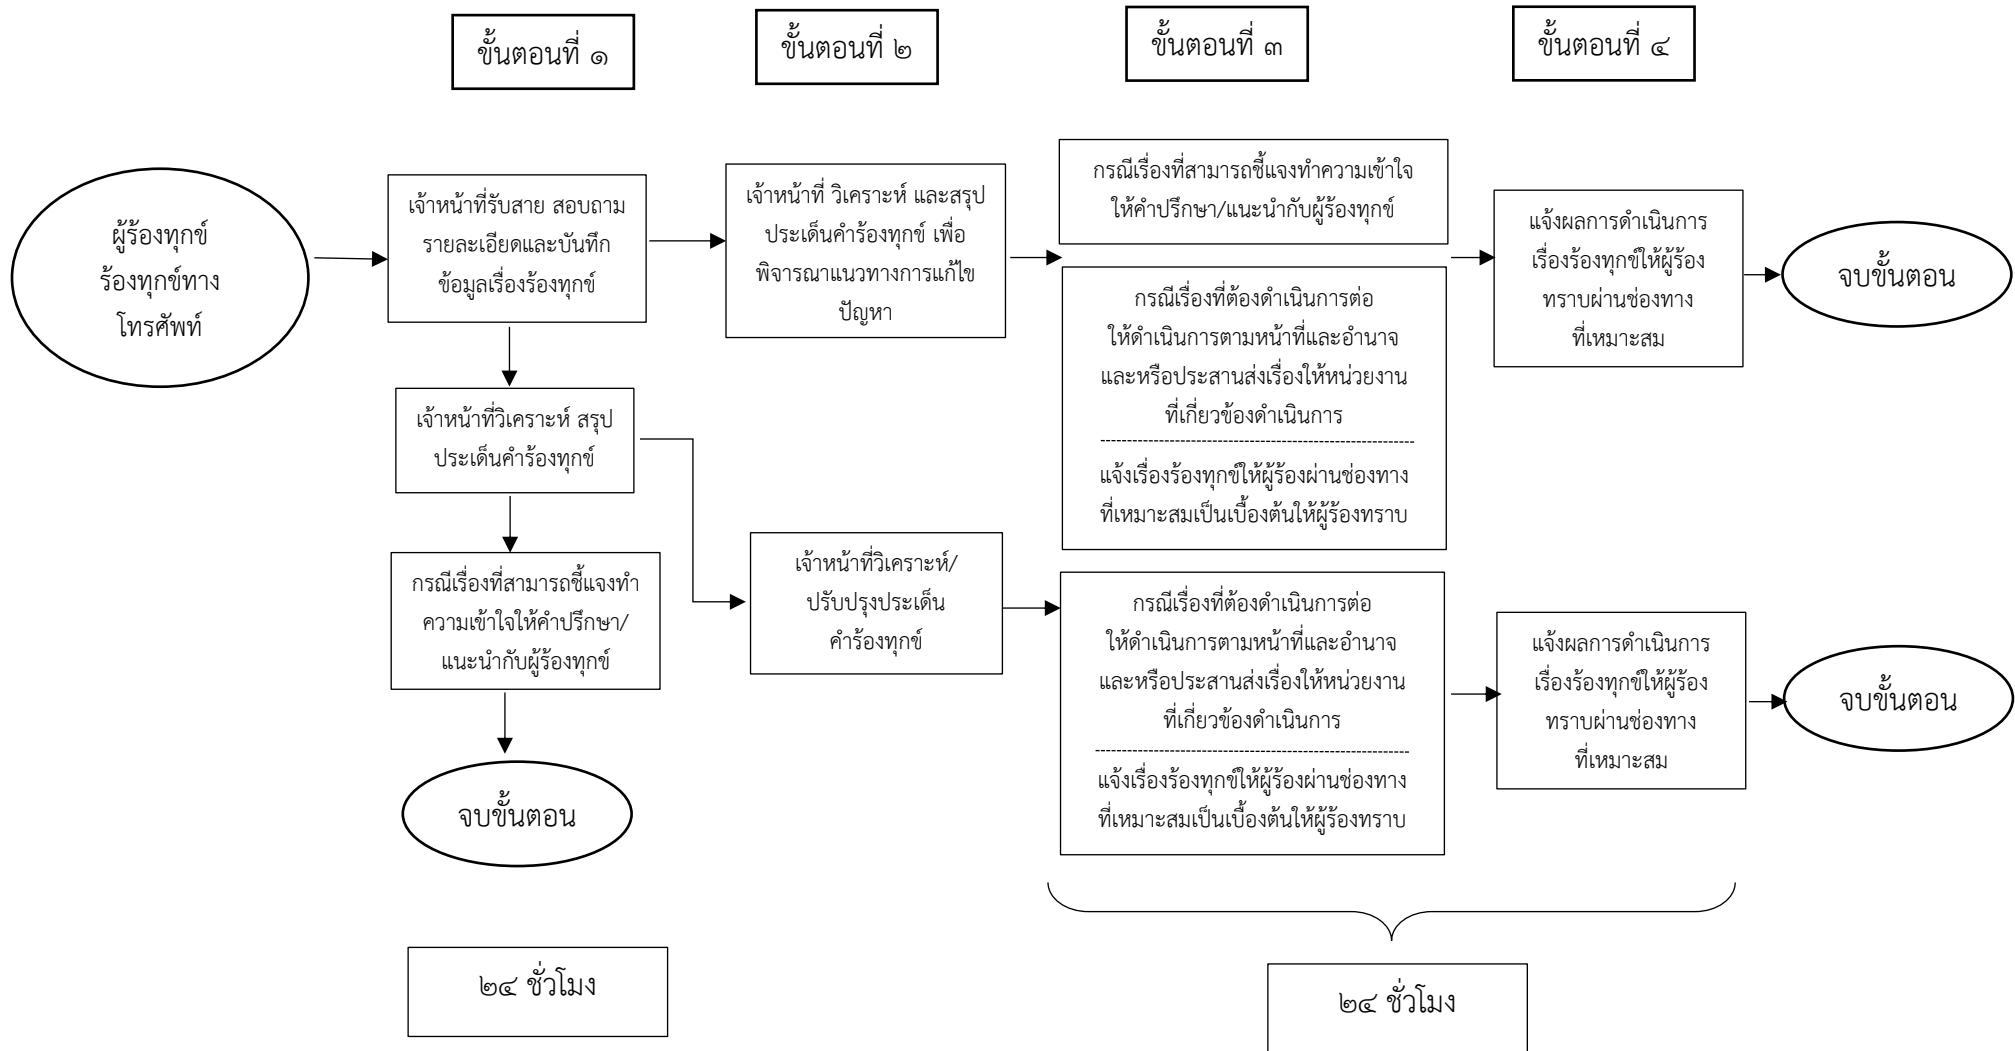 ขั้นตอนที่ ๑
ขั้นตอนที่ ๒
ขั้นตอนที่ ๓
ขั้นตอนที่ ๔
ผู้ร้องทุกข์
ร้องทุกข์ทาง
โทรศัพท์
เจ้าหน้าที่รับสาย สอบถาม
รายละเอียดและบันทึก
ข้อมูลเรื่องร้องทุกข์
เจ้าหน้าที่ วิเคราะห์ และสรุป
ประเด็นคำร้องทุกข์ เพื่อ
พิจารณาแนวทางการแก้ไข
ปัญหา
กรณีเรื่องที่สามารถชี้แจงทำความเข้าใจ
ให้คำปรึกษา/แนะนำกับผู้ร้องทุกข์
กรณีเรื่องที่ต้องดำเนินการต่อ
ให้ดำเนินการตามหน้าที่และอำนาจ
และหรือประสานส่งเรื่องให้หน่วยงาน
ที่เกี่ยวข้องดำเนินการ
แจ้งเรื่องร้องทุกข์ให้ผู้ร้องผ่านช่องทาง
ที่เหมาะสมเป็นเบื้องต้นให้ผู้ร้องทราบ
แจ้งผลการดำเนินการ
เรื่องร้องทุกข์ให้ผู้ร้อง
ทราบผ่านช่องทาง
ที่เหมาะสม
จบขั้นตอน
เจ้าหน้าที่วิเคราะห์ สรุป
ประเด็นคำร้องทุกข์
กรณีเรื่องที่สามารถชี้แจงทำ
ความเข้าใจให้คำปรึกษา/
แนะนำกับผู้ร้องทุกข์
จบขั้นตอน
เจ้าหน้าที่วิเคราะห์/
ปรับปรุงประเด็น
คำร้องทุกข์
กรณีเรื่องที่ต้องดำเนินการต่อ
ให้ดำเนินการตามหน้าที่และอำนาจ
และหรือประสานส่งเรื่องให้หน่วยงาน
ที่เกี่ยวข้องดำเนินการ
แจ้งเรื่องร้องทุกข์ให้ผู้ร้องผ่านช่องทาง
ที่เหมาะสมเป็นเบื้องต้นให้ผู้ร้องทราบ
แจ้งผลการดำเนินการ
เรื่องร้องทุกข์ให้ผู้ร้อง
ทราบผ่านช่องทาง
ที่เหมาะสม
จบขั้นตอน
๒๔ ชั่วโมง
๒๔ ชั่วโมง